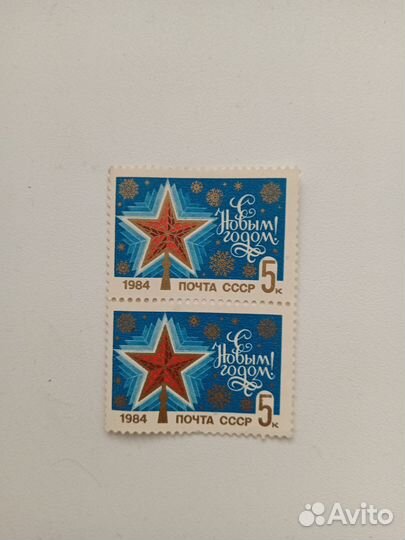 С
Новым!
годом!
1984 ПОЧТА СССР 5к
С
Новым!
годом!
1984 ПОЧТА СССР 5к
Avito